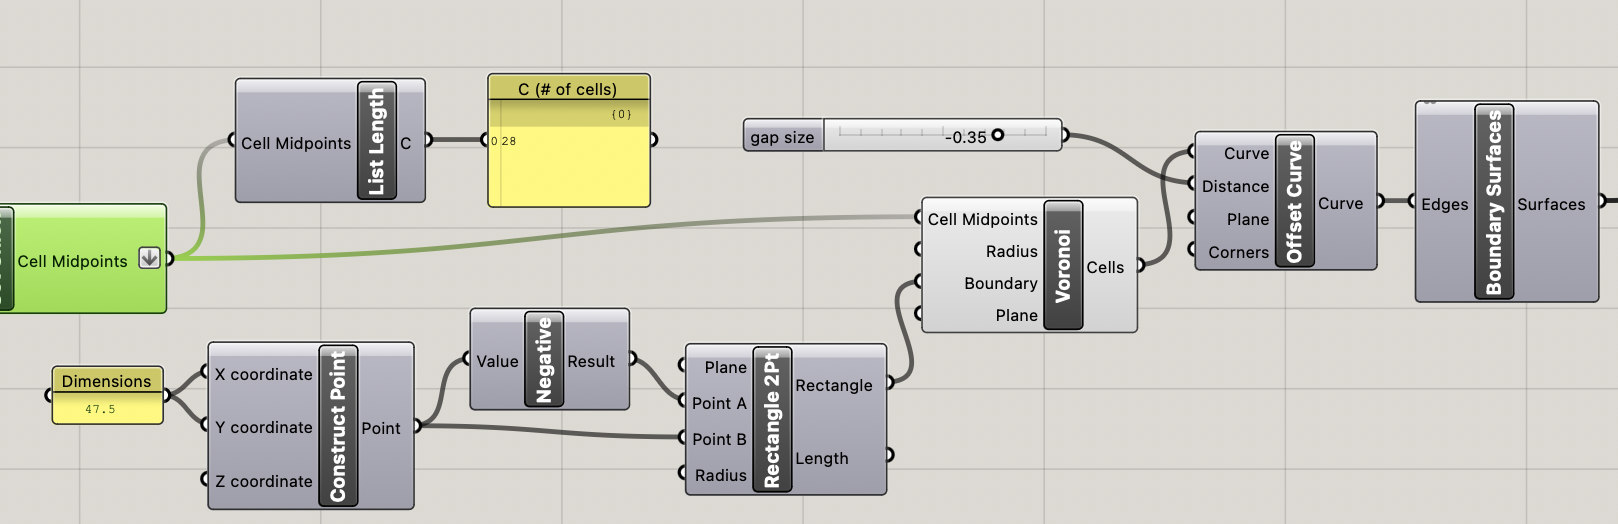 Cell Midpoints
Cell Midpoints
List Length
C
C (# of cells)
{0}
0 28
gap size
-0.35
Curve
Distance
Plane
Corners
Offset Curve
Curve
Edges
Boundary Surfaces
Surfaces
Cell Midpoints
Radius
Boundary
Plane
Voronoi
Cells
Dimensions
47.5
X coordinate
Y coordinate
Z coordinate
Construct Point
Point
Value
Negative
Result
Plane
Point A
Point B
Radius
Rectangle 2Pt
Rectangle
Length